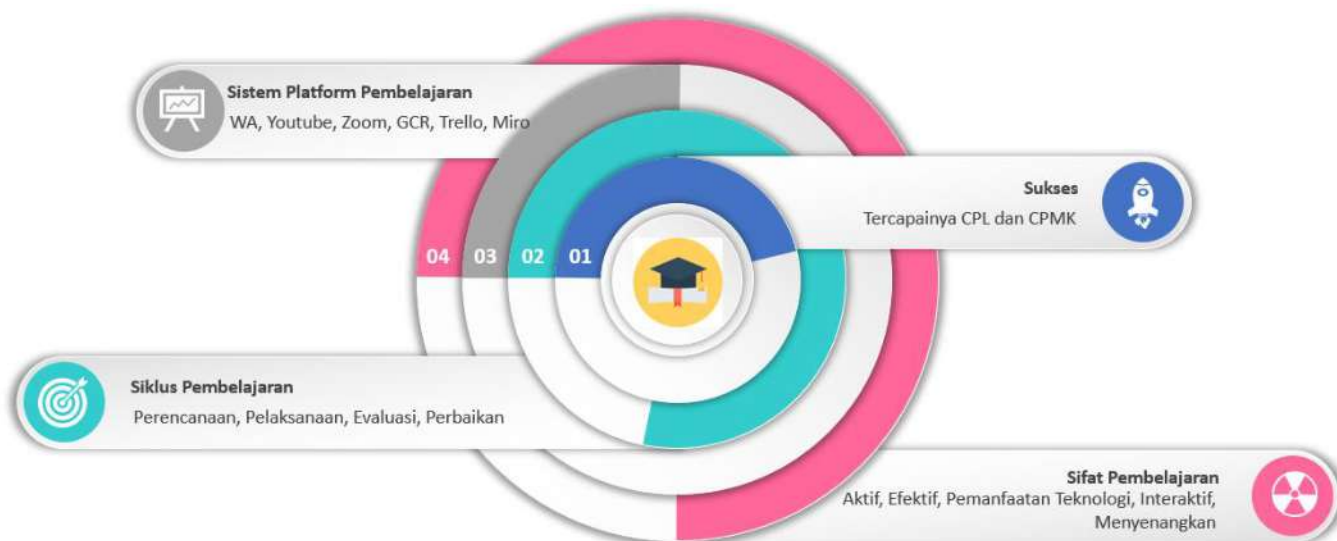 Sistem Platform Pembelajaran
WA, Youtube, Zoom, GCR, Trello, Miro
Sukses
Tercapainya CPL dan CPMK
04 03 02 01
Siklus Pembelajaran
Perencanaan, Pelaksanaan, Evaluasi, Perbaikan
Sifat Pembelajaran
Aktif, Efektif, Pemanfaatan Teknologi, Interaktif,
Menyenangkan